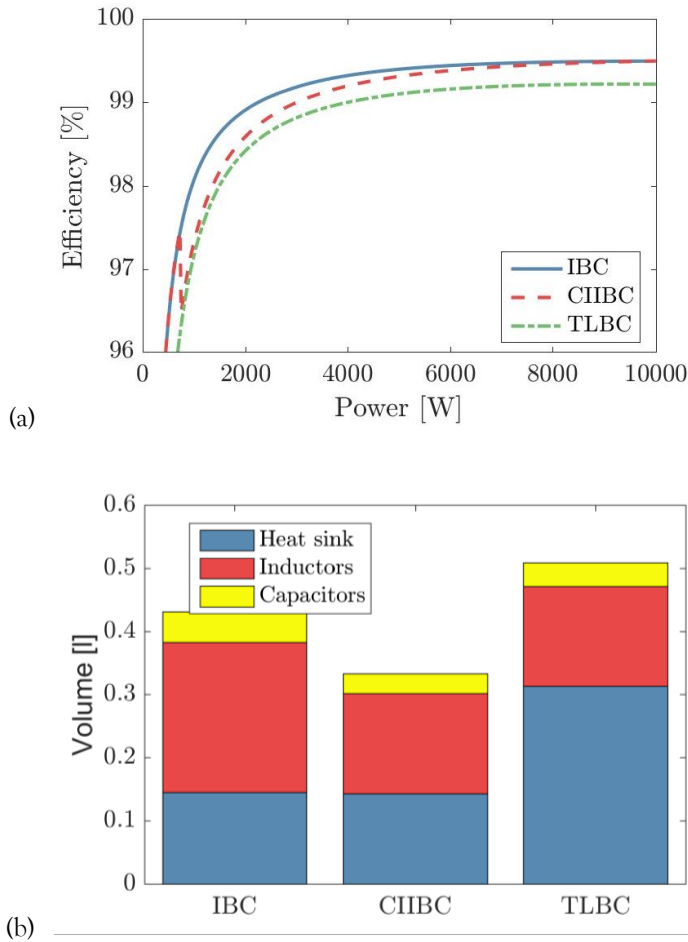 100
99
98
97
96
Efficiency [%]
0
2000
4000
6000
8000
10000
Power [W]
IBC
CIIBC
TLBC
(a)
0.6
0.5
0.4
0.3
0.2
0.1
0
Volume [l]
Heat sink
Inductors
Capacitors
IBC
CIIBC
TLBC
(b)